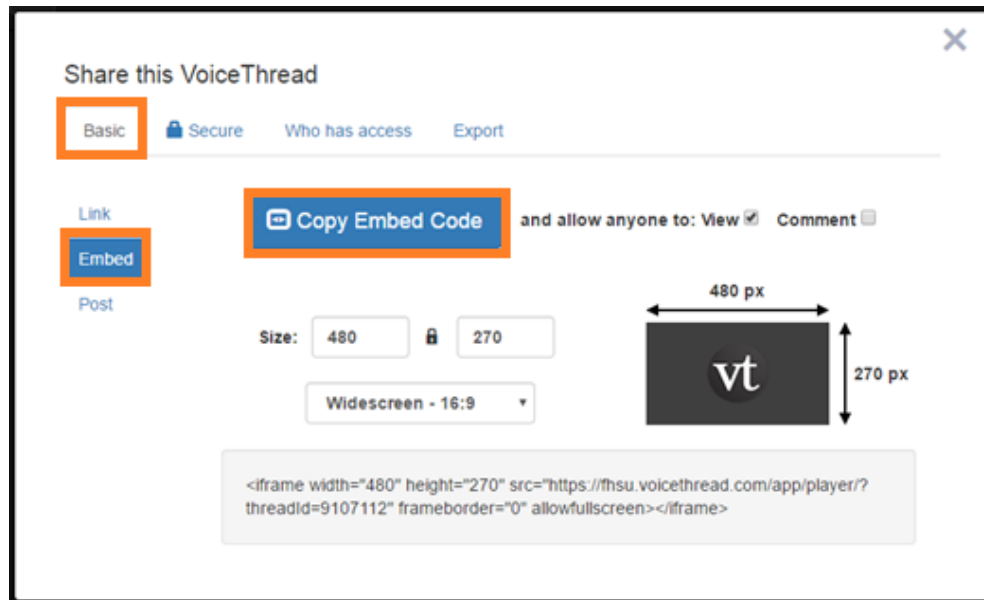 Share this VoiceThread
Basic Secure Who has access Export
Link
Copy Embed Code and allow anyone to: View Comment
Embed
Post
480 px
Size: 480 270
vt
270 px
Widescreen - 16:9
<iframe width="480" height="270" src="https://fhsu.voicethread.com/app/player/?
threadId=9107112" frameborder="0" allowfullscreen></iframe>